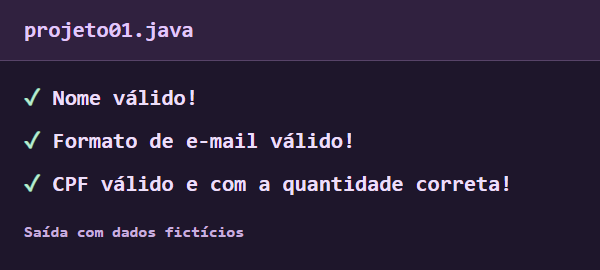 projeto01.java
✓ Nome válido!
✓ Formato de e-mail válido!
✓ CPF válido e com a quantidade correta!
Saída com dados fictícios